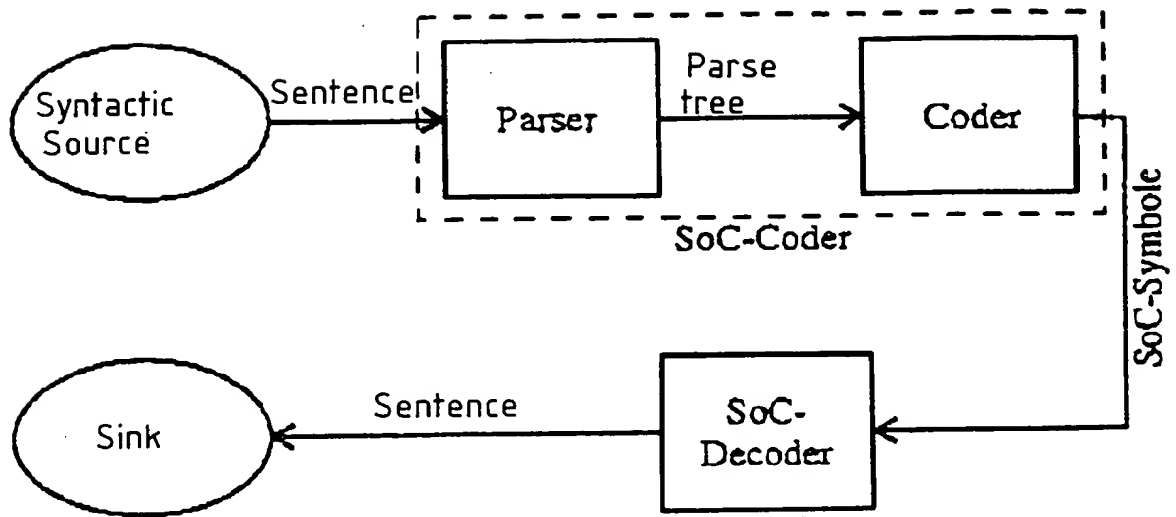 Syntactic
Source
Sentence
Parser
Parse
tree
Coder
SoC-Coder
SoC-Symbole
SoC-
Decoder
Sentence
Sink